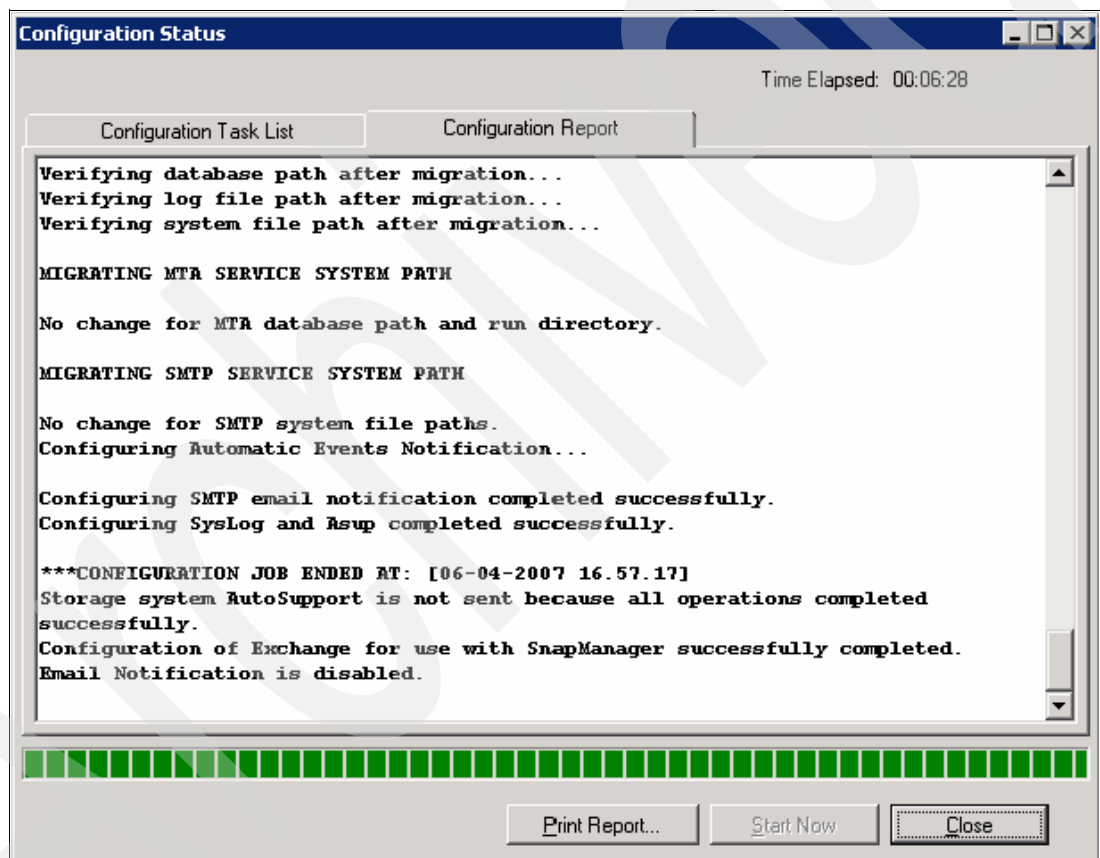 Configuration Status
Time Elapsed: 00:06:28
Configuration Task List
Configuration Report
Verifying database path after migration...
Verifying log file path after migration...
Verifying system file path after migration...
MIGRATING MTA SERVICE SYSTEM PATH
No change for MTA database path and run directory.
MIGRATING SMTP SERVICE SYSTEM PATH
No change for SMTP system file paths.
Configuring Automatic Events Notification...
Configuring SMTP email notification completed successfully.
Configuring SysLog and Asup completed successfully.
***CONFIGURATION JOB ENDED AT: [06-04-2007 16.57.17]
Storage system AutoSupport is not sent because all operations completed
successfully.
Configuration of Exchange for use with SnapManager successfully completed.
Email Notification is disabled.
Print Report...
Start Now
Close